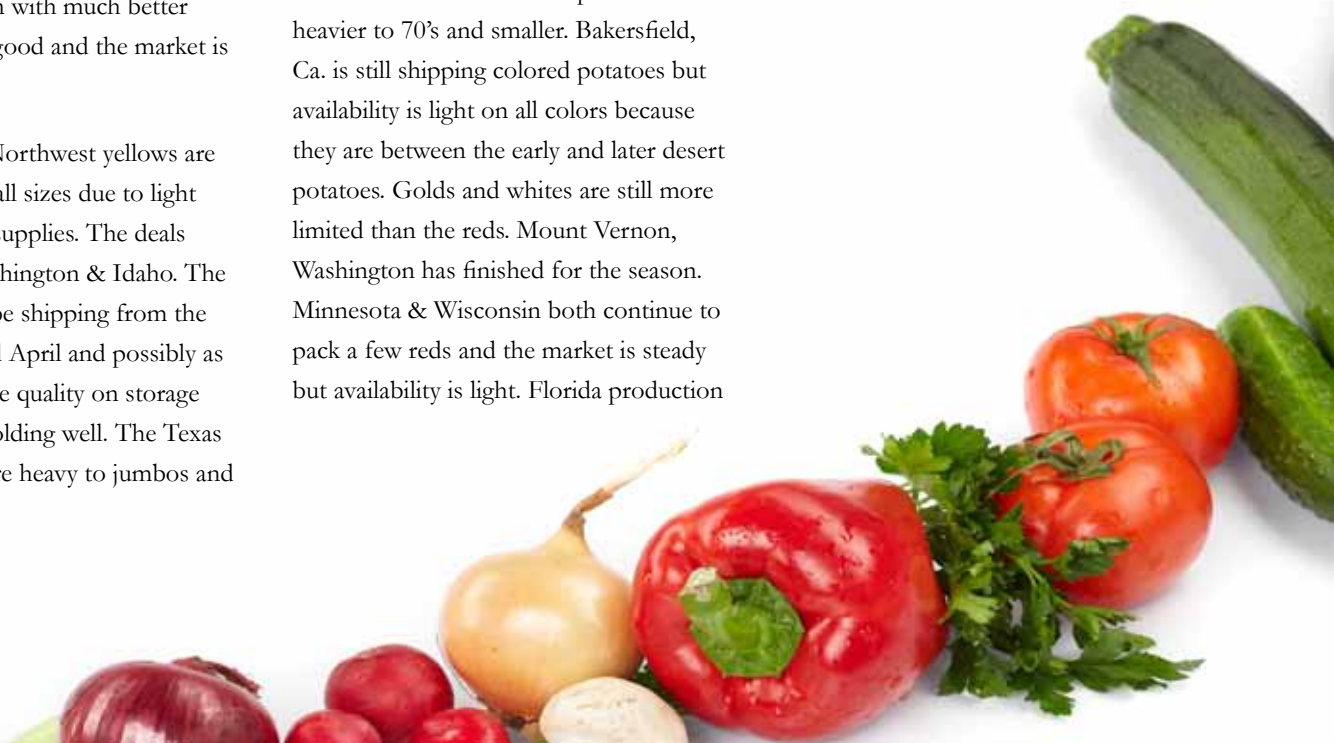 with much better
good and the market is
Northwest yellows are
all sizes due to light
supplies. The deals
& Idaho. The
be shipping from the
April and possibly as
quality on storage
well. The Texas
heavy to jumbos and
heavier to 70’s and smaller. Bakersfield,
Ca. is still shipping colored potatoes but
availability is light on all colors because
they are between the early and later desert
potatoes. Golds and whites are still more
limited than the reds. Mount Vernon,
Washington has finished for the season.
Minnesota & Wisconsin both continue to
pack a few reds and the market is steady
but availability is light. Florida production